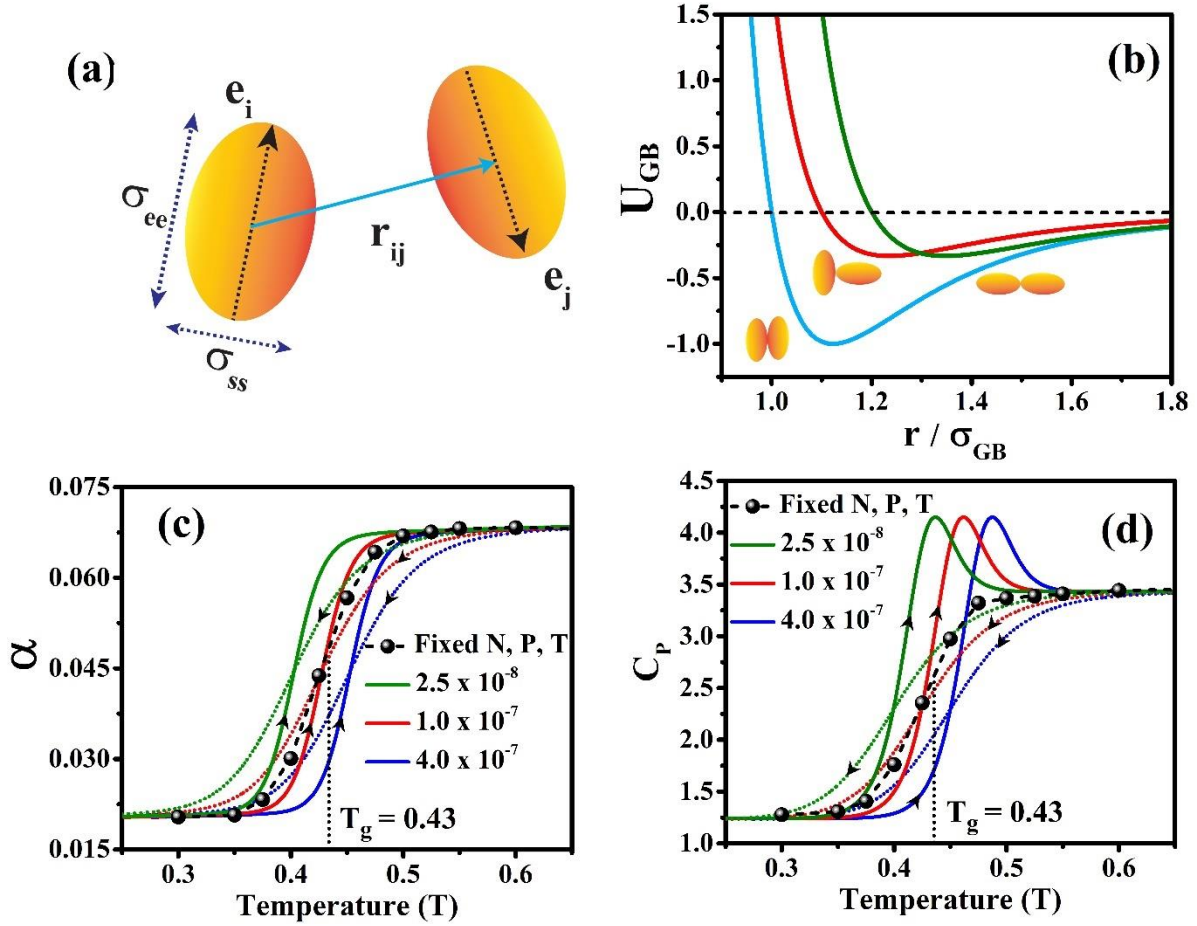 (a)
e_i
σ_ee
r_ij
σ_ss
e_j
(b)
U_GB
1.5
1.0
0.5
0.0
-0.5
-1.0
1.0 1.2 1.4 1.6 1.8
r / σ_GB
(c)
α
0.075
0.060
0.045
0.030
0.015
Fixed N, P, T
2.5 x 10⁻⁸
1.0 x 10⁻⁷
4.0 x 10⁻⁷
T_g = 0.43
0.3 0.4 0.5 0.6
Temperature (T)
(d)
C_P
4.5
4.0
3.5
3.0
2.5
2.0
1.5
1.0
Fixed N, P, T
2.5 x 10⁻⁸
1.0 x 10⁻⁷
4.0 x 10⁻⁷
T_g = 0.43
0.3 0.4 0.5 0.6
Temperature (T)